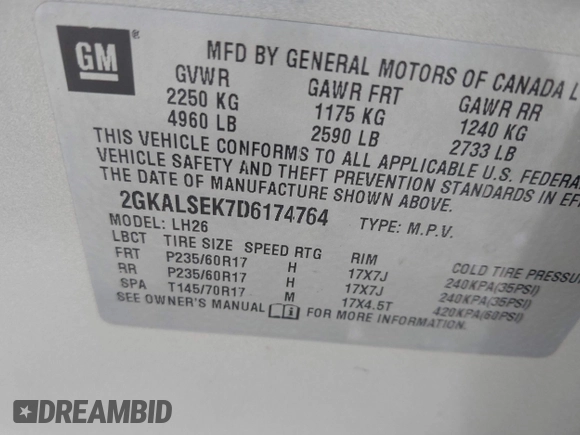 GM
MFD BY GENERAL MOTORS OF CANADA L
GVWR GAWR FRT GAWR RR
2250 KG 1175 KG 1240 KG
4960 LB 2590 LB 2733 LB
THIS VEHICLE CONFORMS TO ALL APPLICABLE U.S. FEDERA
VEHICLE SAFETY AND THEFT PREVENTION STANDARDS IN EFF
THE DATE OF MANUFACTURE SHOWN ABOVE.
2GKALSEK7D6174764 TYPE: M.P.V.
MODEL: LH26
LBCT TIRE SIZE SPEED RTG RIM COLD TIRE PRESSU
FRT P235/60R17 H 17X7J 240KPA(35PSI)
RR P235/60R17 H 17X7J 240KPA(35PSI)
SPA T145/70R17 M 17X4.5T 420KPA(60PSI)
SEE OWNER'S MANUAL FOR MORE INFORMATION.
DREAMBID